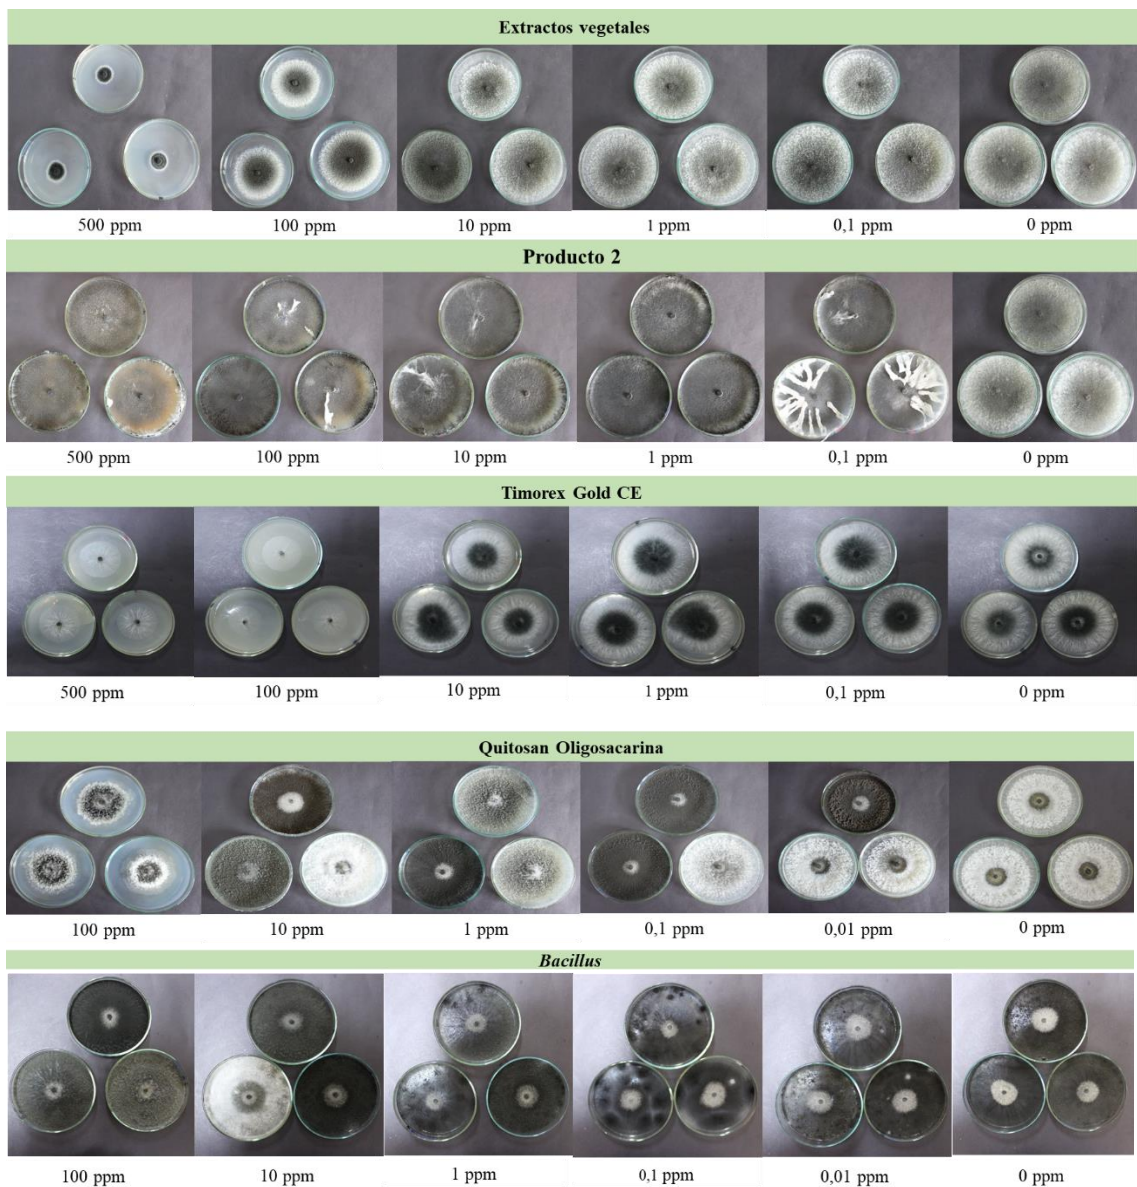 Extractos vegetales
500 ppm 100 ppm 10 ppm 1 ppm 0,1 ppm 0 ppm
Producto 2
500 ppm 100 ppm 10 ppm 1 ppm 0,1 ppm 0 ppm
Timorex Gold CE
500 ppm 100 ppm 10 ppm 1 ppm 0,1 ppm 0 ppm
Quitosan Oligosacarina
100 ppm 10 ppm 1 ppm 0,1 ppm 0,01 ppm 0 ppm
Bacillus
100 ppm 10 ppm 1 ppm 0,1 ppm 0,01 ppm 0 ppm